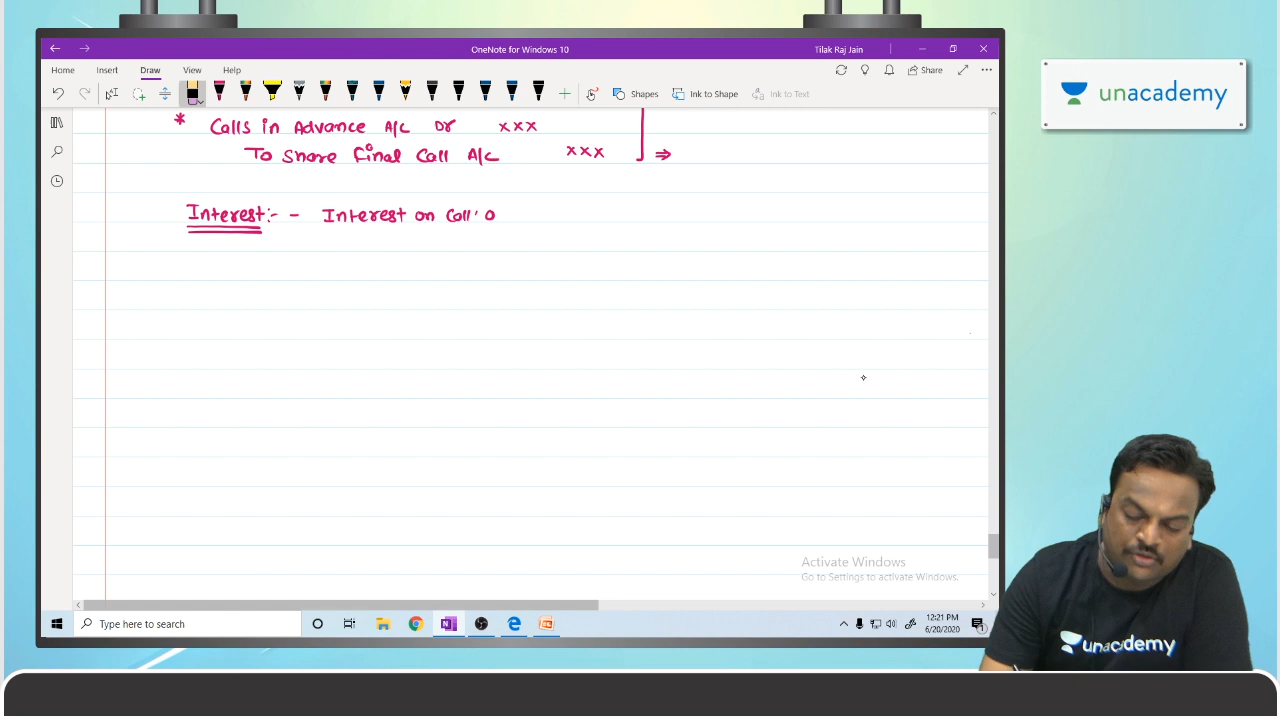 OneNote for Windows 10
Tilak Raj Jain
Home Insert Draw View Help
Share
Shapes Ink to Shape Ink to Text
* Calls in Advance A/C Dr xxx
To Share Final Call A/C xxx ⇒
Interest:- - Interest on Call' o
Activate Windows
Go to Settings to activate Windows.
Type here to search
12:21 PM
6/20/2020
1
unacademy
unacademy